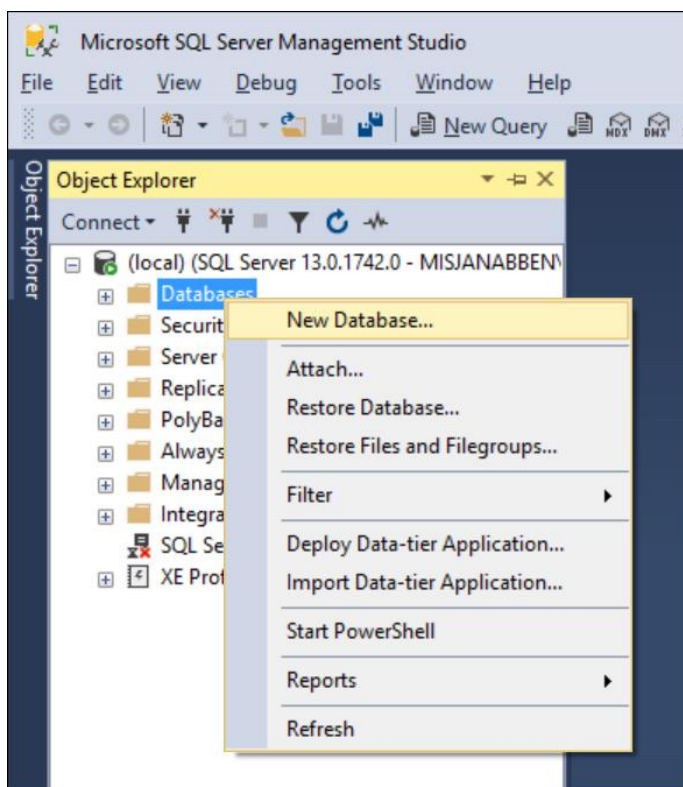 Microsoft SQL Server Management Studio
File Edit View Debug Tools Window Help
New Query MDX DMX
Object Explorer
Object Explorer
Connect
(local) (SQL Server 13.0.1742.0 - MISJANABBEN\
Databases
Securit
Server
Replica
PolyBa
Always
Manag
Integra
SQL Se
XE Prof
New Database...
Attach...
Restore Database...
Restore Files and Filegroups...
Filter
Deploy Data-tier Application...
Import Data-tier Application...
Start PowerShell
Reports
Refresh